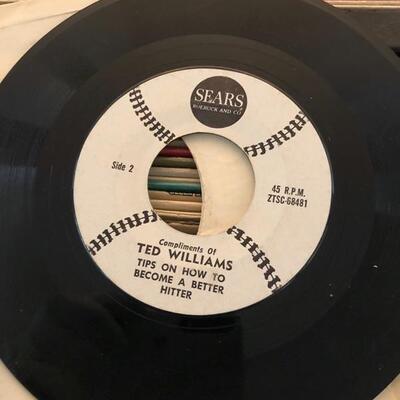 SEARS
ROEBUCK AND CO
Side 2
45 R.P.M.
ZTSC-68481
Compliments Of
TED WILLIAMS
TIPS ON HOW TO
BECOME A BETTER
HITTER